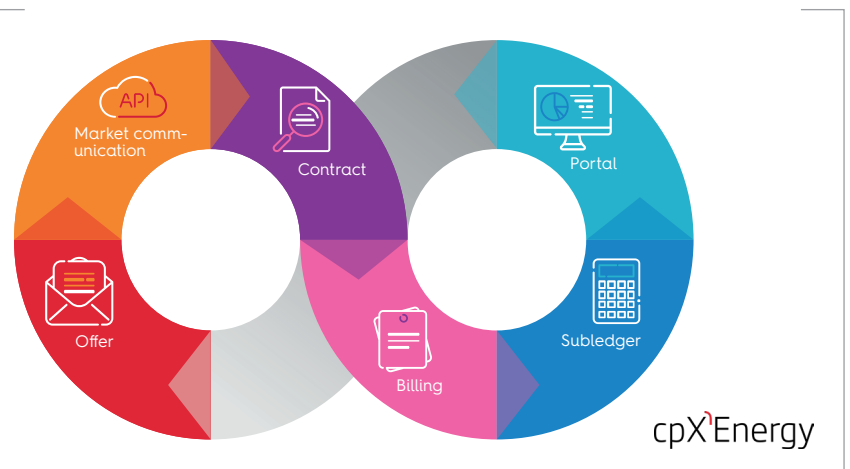 API
Market comm-
unication
Contract
Portal
Offer
Billing
Subledger
cpX Energy